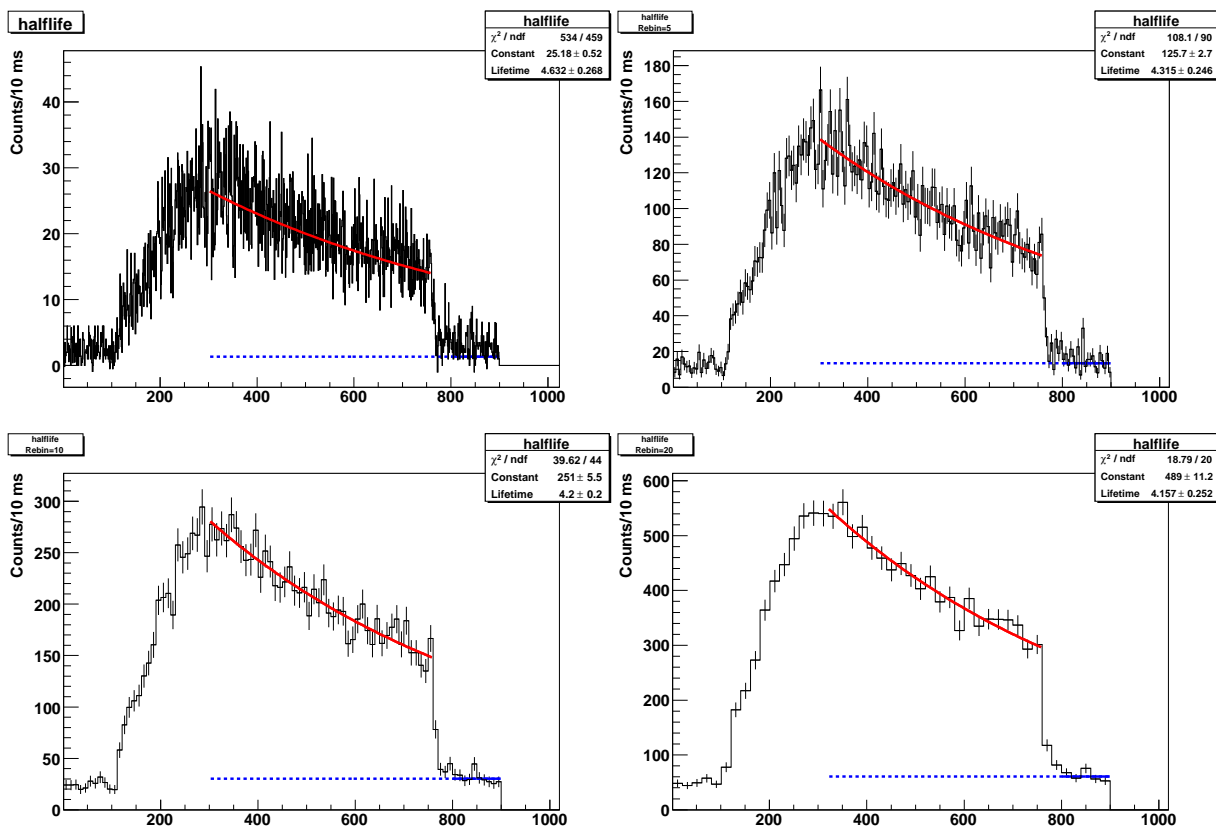 halflife
halflife
χ² / ndf 534 / 459
Constant 25.18 ± 0.52
Lifetime 4.632 ± 0.268
Counts/10 ms
40
30
20
10
0
200 400 600 800 1000
halflife
Rebin=5
halflife
χ² / ndf 108.1 / 90
Constant 125.7 ± 2.7
Lifetime 4.315 ± 0.246
Counts/10 ms
180
160
140
120
100
80
60
40
20
0
200 400 600 800 1000
halflife
Rebin=10
halflife
χ² / ndf 39.62 / 44
Constant 251 ± 5.5
Lifetime 4.2 ± 0.2
Counts/10 ms
300
250
200
150
100
50
0
200 400 600 800 1000
halflife
Rebin=20
halflife
χ² / ndf 18.79 / 20
Constant 489 ± 11.2
Lifetime 4.157 ± 0.252
Counts/10 ms
600
500
400
300
200
100
0
200 400 600 800 1000